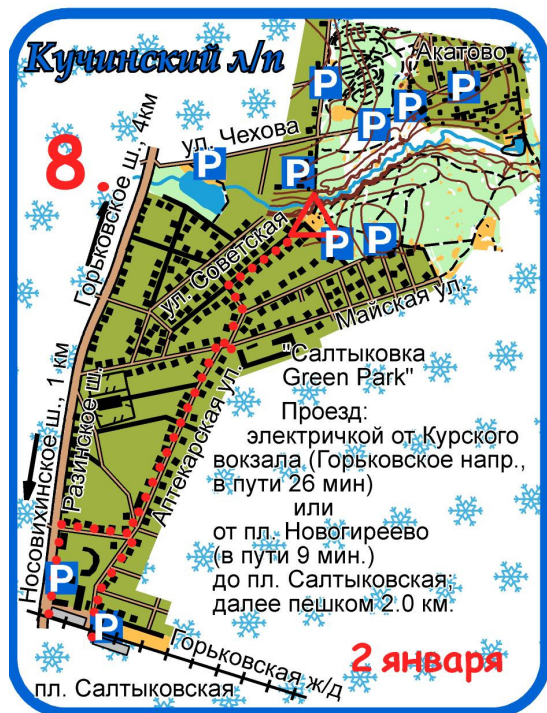 Кучинский л/п
Акатово
P
P
P
P
P
ул. Чехова
8.
P
P
Горьковское ш., 4км
ул. Советская
P
P
Майская ул.
"Салтыковка
Green Park"
Носовихинское ш., 1 км
Разинское ш.
Аптекарская ул.
Проезд:
электричкой от Курского
вокзала (Горьковское напр.,
в пути 26 мин)
или
от пл. Новогиреево
(в пути 9 мин.)
до пл. Салтыковская;
далее пешком 2.0 км.
P
P
Горьковская ж/д
2 января
пл. Салтыковская